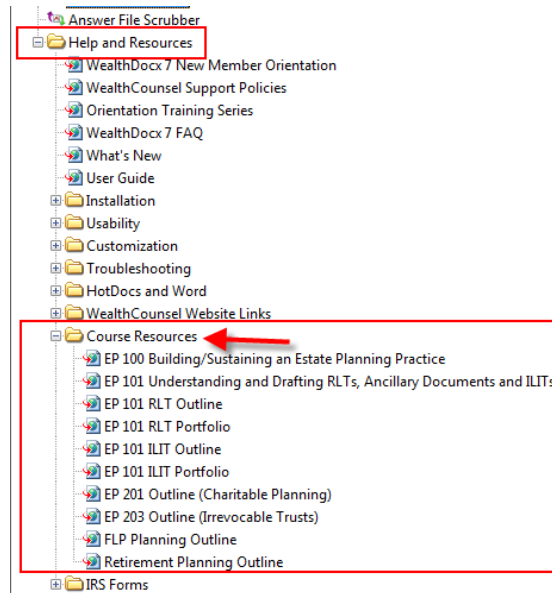 Answer File Scrubber
Help and Resources
WealthDocx 7 New Member Orientation
WealthCounsel Support Policies
Orientation Training Series
WealthDocx 7 FAQ
What's New
User Guide
Installation
Usability
Customization
Troubleshooting
HotDocs and Word
WealthCounsel Website Links
Course Resources
EP 100 Building/Sustaining an Estate Planning Practice
EP 101 Understanding and Drafting RLTs, Ancillary Documents and ILITs
EP 101 RLT Outline
EP 101 RLT Portfolio
EP 101 ILIT Outline
EP 101 ILIT Portfolio
EP 201 Outline (Charitable Planning)
EP 203 Outline (Irrevocable Trusts)
FLP Planning Outline
Retirement Planning Outline
IRS Forms